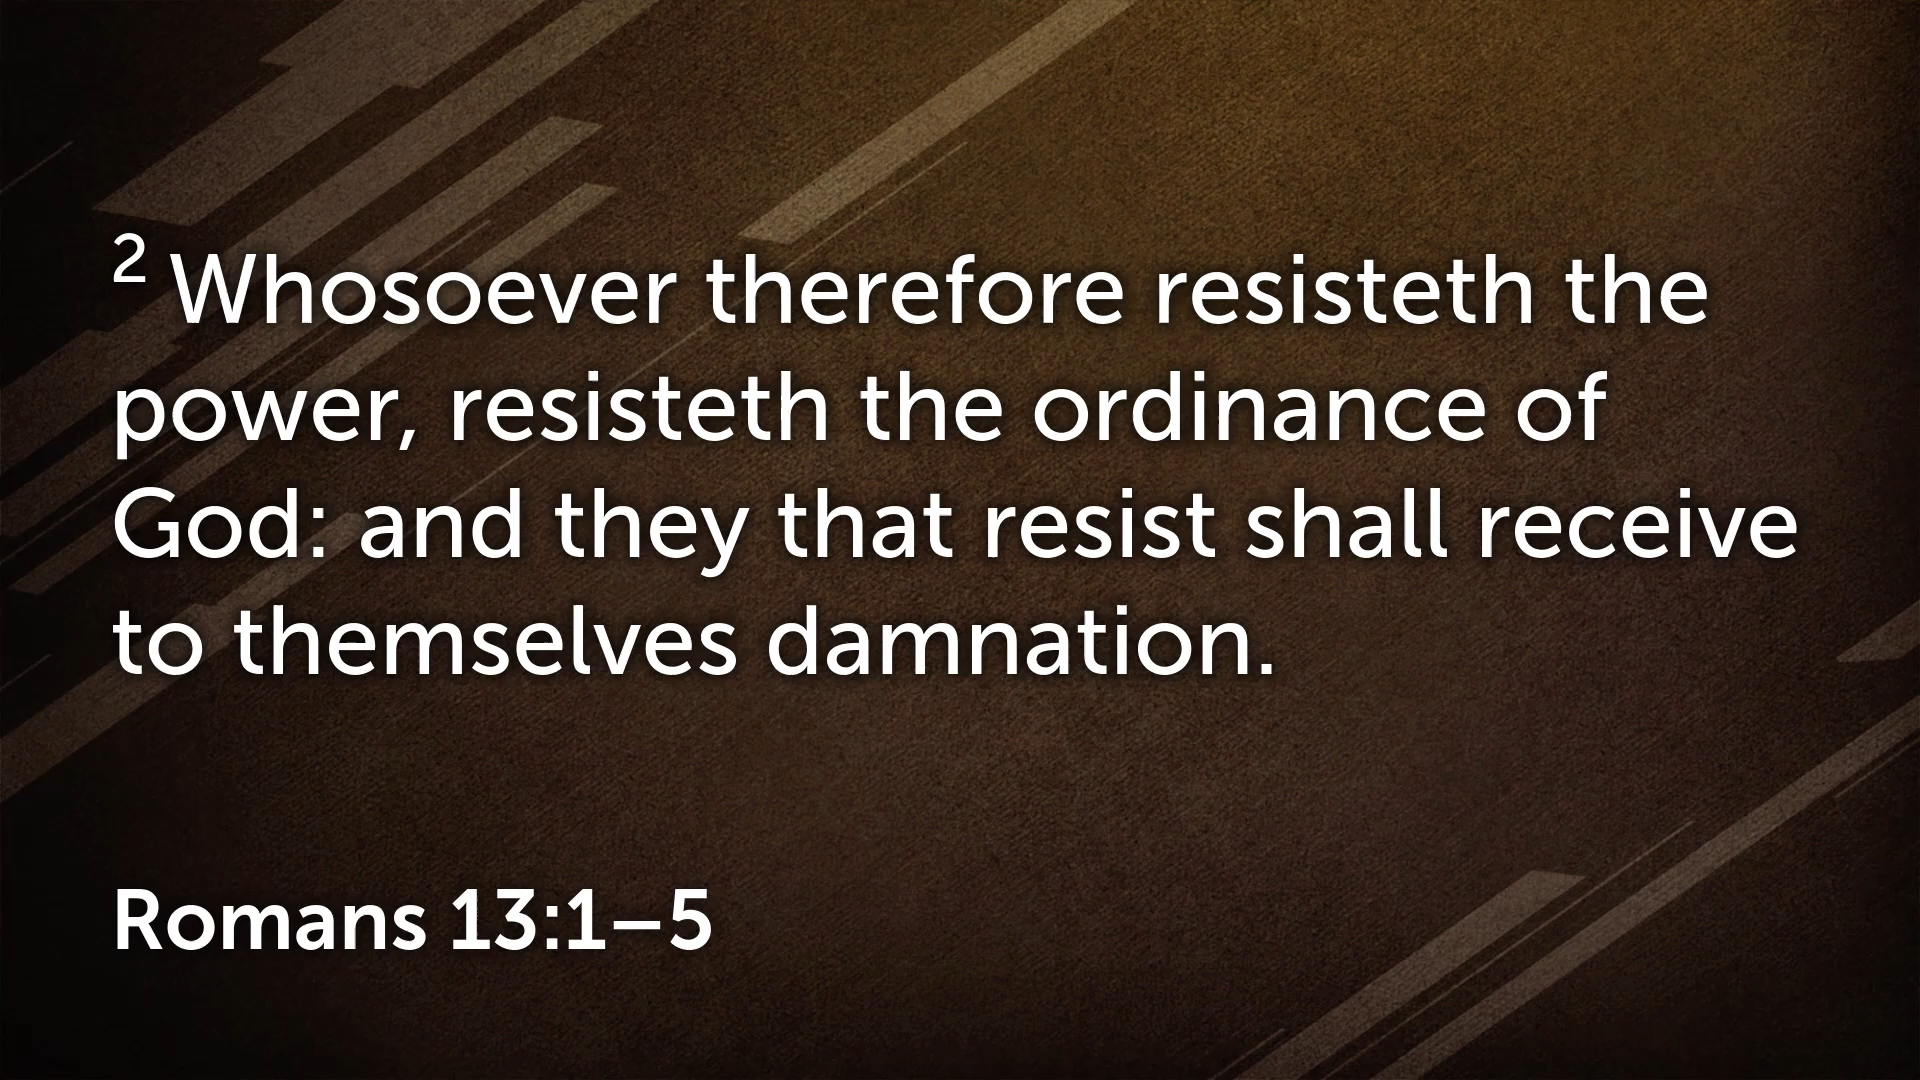 2 Whosoever therefore resisteth the
power, resisteth the ordinance of
God: and they that resist shall receive
to themselves damnation.
Romans 13:1–5